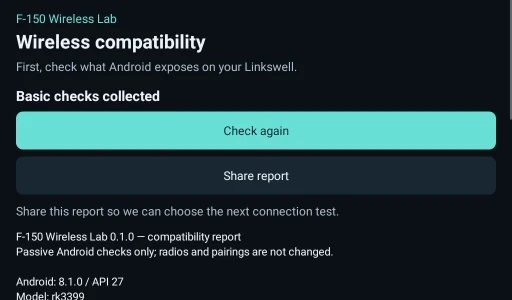 F-150 Wireless Lab
Wireless compatibility
First, check what Android exposes on your Linkswell.
Basic checks collected
Check again
Share report
Share this report so we can choose the next connection test.
F-150 Wireless Lab 0.1.0 — compatibility report
Passive Android checks only; radios and pairings are not changed.
Android: 8.1.0 / API 27
Model: rk3399